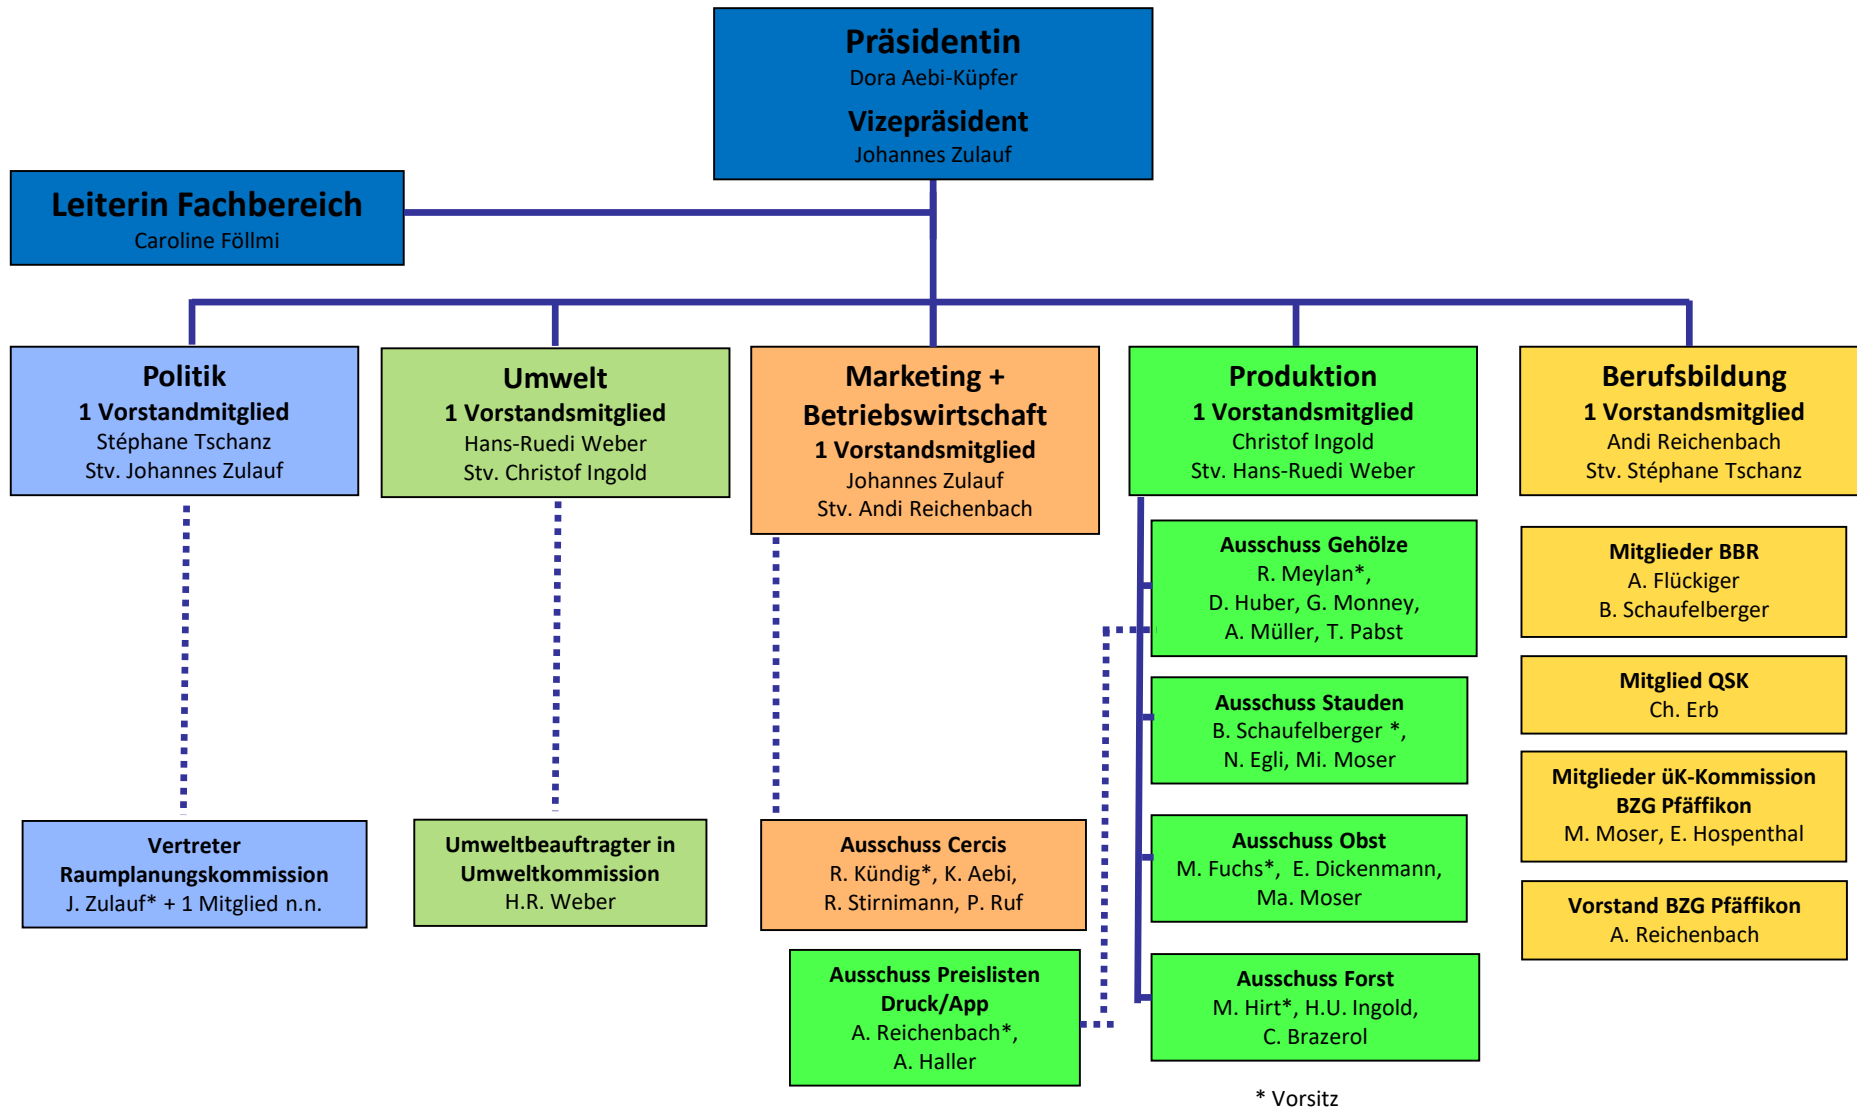 Präsidentin
Dora Aebi-Küpfer
Vizepräsident
Johannes Zulauf
Leiterin Fachbereich
Caroline Föllmi
Politik
1 Vorstandmitglied
Stéphane Tschanz
Stv. Johannes Zulauf
Umwelt
1 Vorstandsmitglied
Hans-Ruedi Weber
Stv. Christof Ingold
Marketing +
Betriebswirtschaft
1 Vorstandsmitglied
Johannes Zulauf
Stv. Andi Reichenbach
Produktion
1 Vorstandsmitglied
Christof Ingold
Stv. Hans-Ruedi Weber
Berufsbildung
1 Vorstandsmitglied
Andi Reichenbach
Stv. Stéphane Tschanz
Vertreter
Raumplanungskommission
J. Zulauf* + 1 Mitglied n.n.
Umweltbeauftragter in
Umweltkommission
H.R. Weber
Ausschuss Cercis
R. Kündig*, K. Aebi,
R. Stirnimann, P. Ruf
Ausschuss Preislisten
Druck/App
A. Reichenbach*,
A. Haller
Ausschuss Gehölze
R. Meylan*,
D. Huber, G. Monney,
A. Müller, T. Pabst
Ausschuss Stauden
B. Schaufelberger *,
N. Egli, Mi. Moser
Ausschuss Obst
M. Fuchs*, E. Dickenmann,
Ma. Moser
Ausschuss Forst
M. Hirt*, H.U. Ingold,
C. Brazerol
Mitglieder BBR
A. Flückiger
B. Schaufelberger
Mitglied QSK
Ch. Erb
Mitglieder üK-Kommission
BZG Pfäffikon
M. Moser, E. Hospenthal
Vorstand BZG Pfäffikon
A. Reichenbach
* Vorsitz